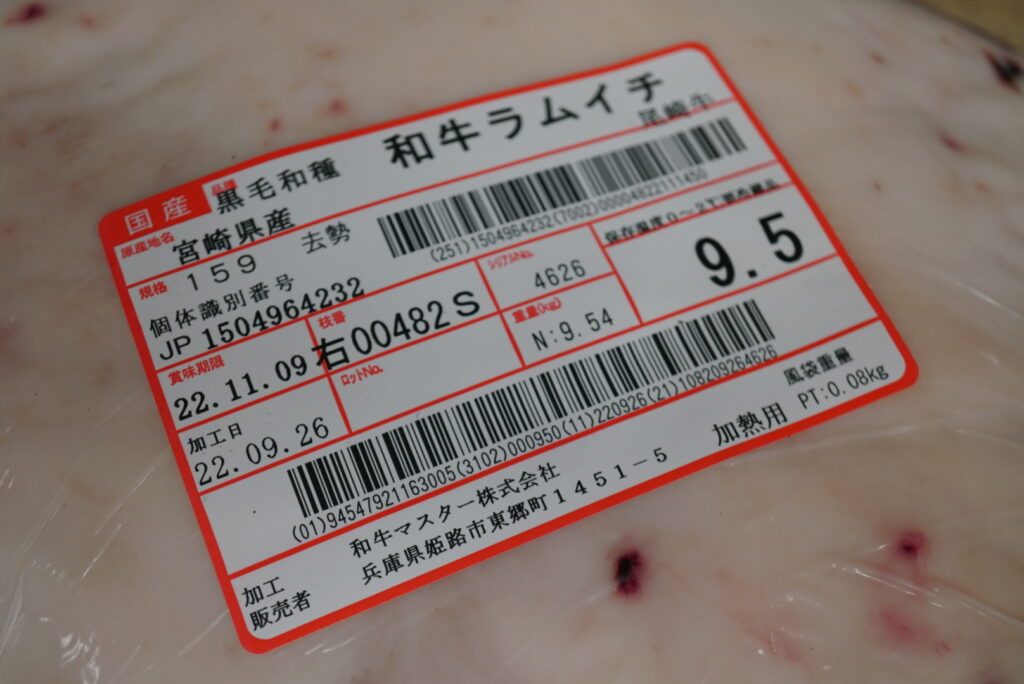 国産
品種
黒毛和種
和牛ラムイチ
尾崎牛
原産地名
宮崎県産
去勢
(251)1504964232(7002)00004822111450
規格
159
個体識別番号
JP 1504964232
枝番
右00482S
シリアルNo.
4626
保存温度0~2℃要冷蔵品
9.5
賞味期限
22.11.09
ロットNo.
重量(kg)
N:9.54
加工日
22.09.26
(01)94547921163005(3102)000950(11)220926(21)108209264626
風袋重量
PT:0.08kg
加熱用
加工
販売者
和牛マスター株式会社
兵庫県姫路市東郷町1451-5